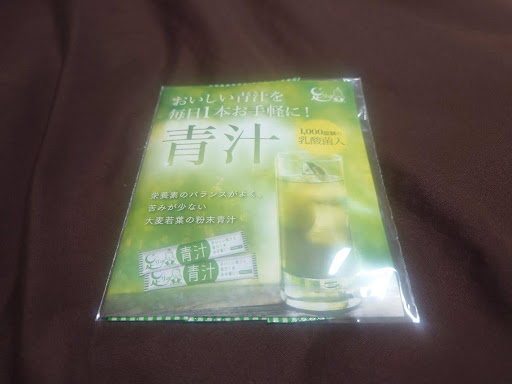 おいしい青汁を
毎日1本お手軽に!
青汁
1,000億個の
乳酸菌入
栄養素のバランスがよく、
苦みが少ない
大麦若葉の粉末青汁
青汁
青汁